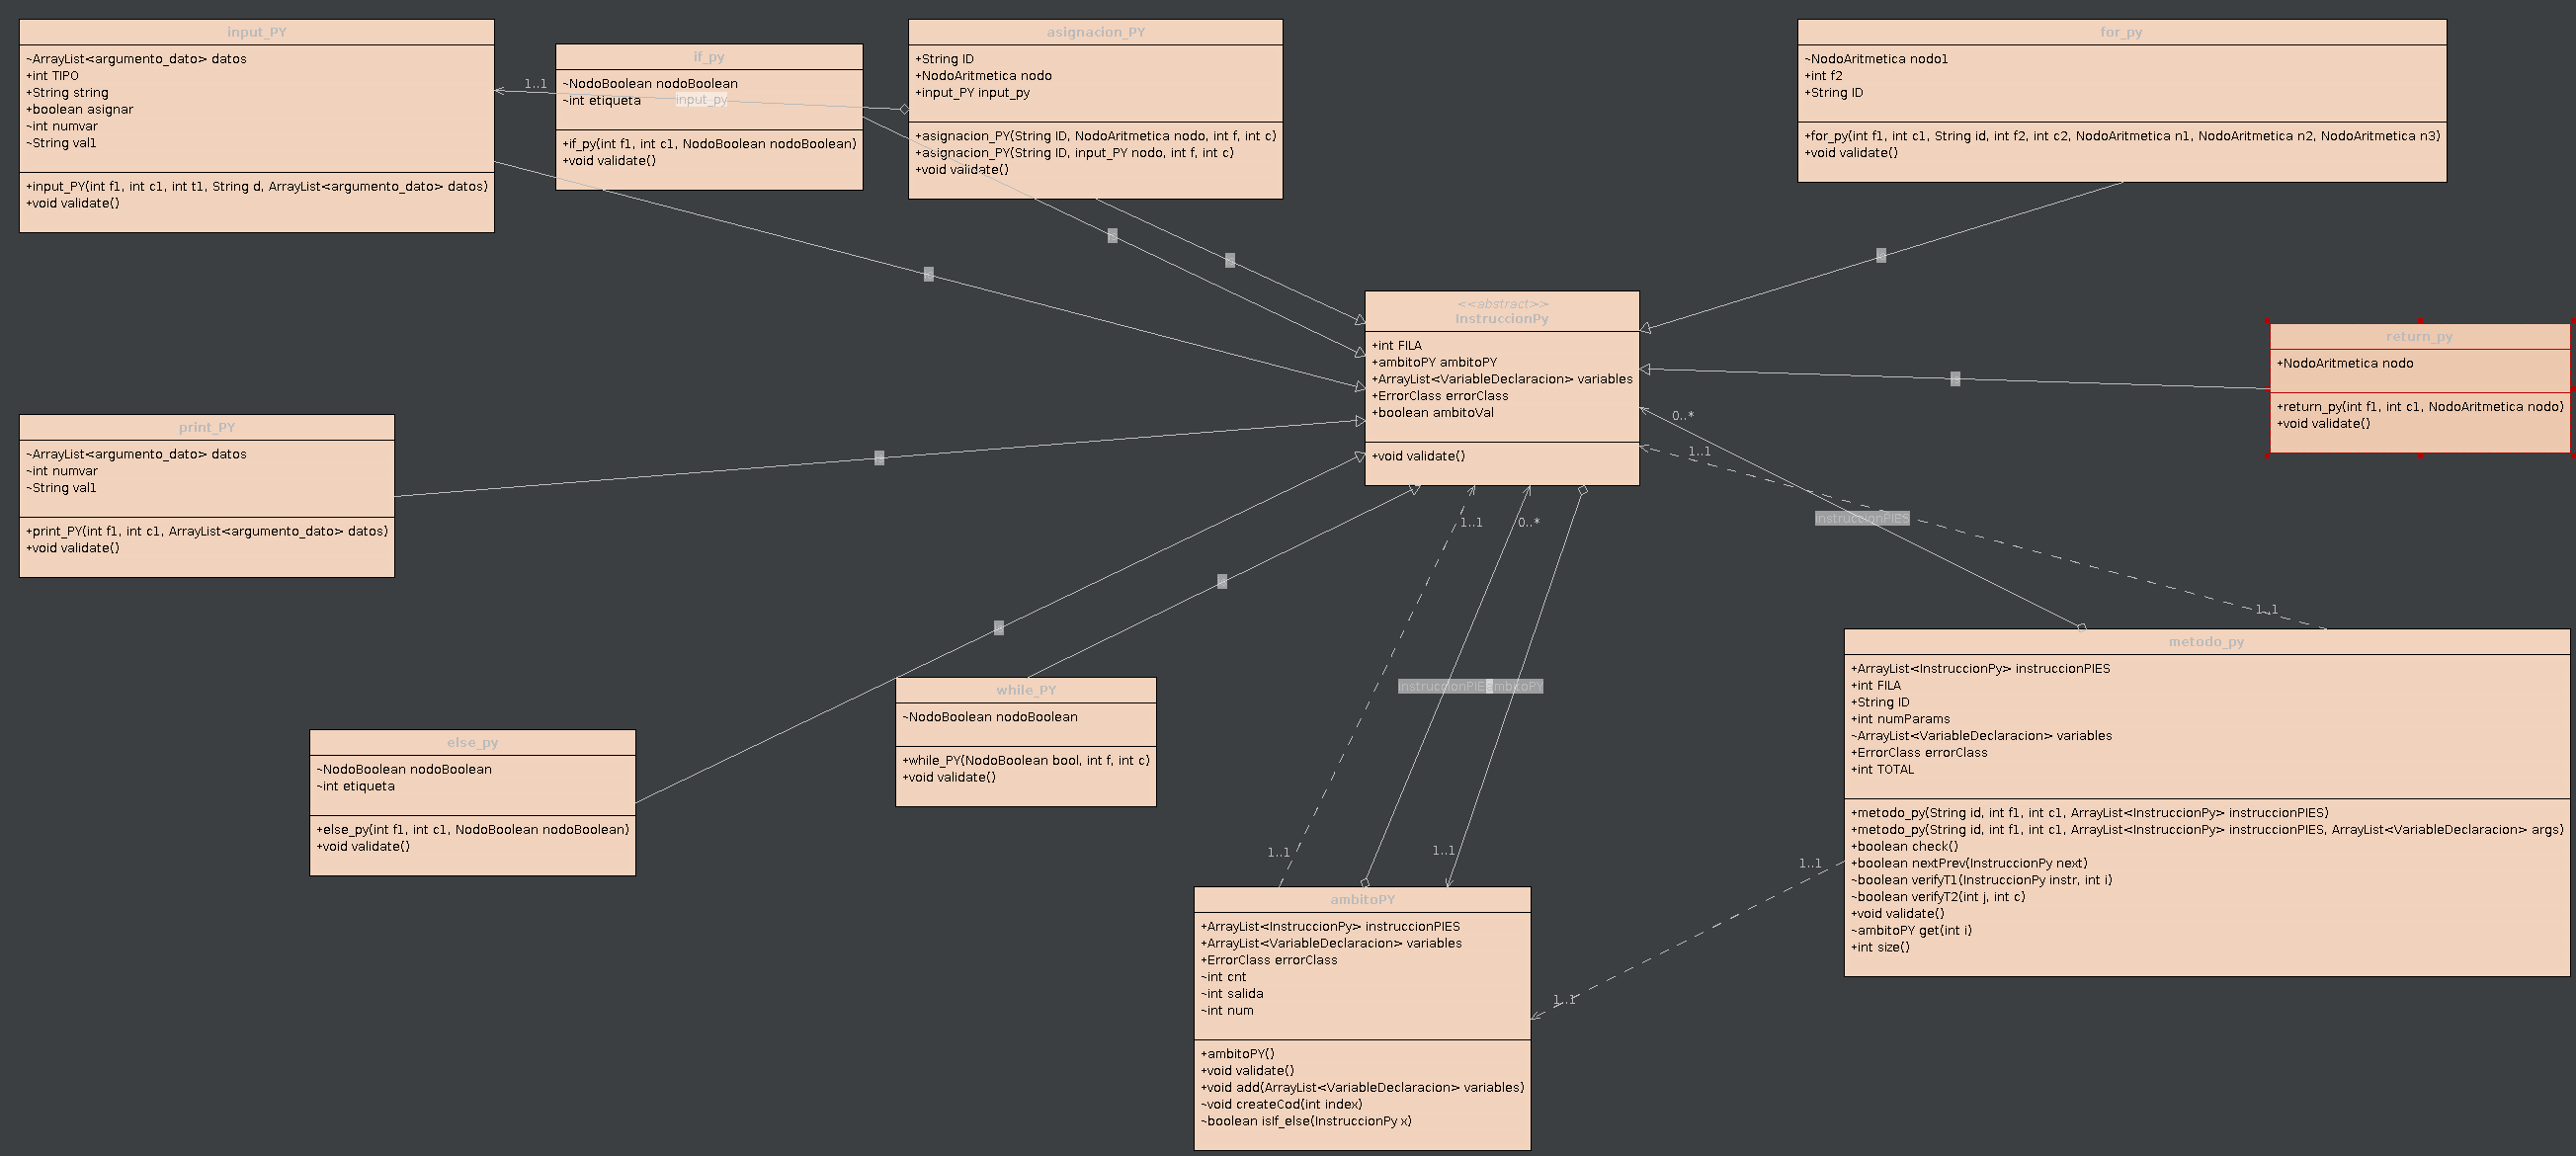 input_PY
~ArrayList<argumento_dato> datos
+int TIPO
+String string
+boolean asignar
~int numvar
~String val1
+input_PY(int f1, int c1, int t1, String d, ArrayList<argumento_dato> datos)
+void validate()
1..1
if_py
~NodoBoolean nodoBoolean
~int etiqueta
input_py
+if_py(int f1, int c1, NodoBoolean nodoBoolean)
+void validate()
asignacion_PY
+String ID
+NodoAritmetica nodo
+input_PY input_py
+asignacion_PY(String ID, NodoAritmetica nodo, int f, int c)
+asignacion_PY(String ID, input_PY nodo, int f, int c)
+void validate()
for_py
~NodoAritmetica nodo1
+int f2
+String ID
+for_py(int f1, int c1, String id, int f2, int c2, NodoAritmetica n1, NodoAritmetica n2, NodoAritmetica n3)
+void validate()
<<abstract>>
InstruccionPy
+int FILA
+ambitoPY ambitoPY
+ArrayList<VariableDeclaracion> variables
+ErrorClass errorClass
+boolean ambitoVal
+void validate()
return_py
+NodoAritmetica nodo
+return_py(int f1, int c1, NodoAritmetica nodo)
+void validate()
0..*
1..1
print_PY
~ArrayList<argumento_dato> datos
~int numvar
~String val1
+print_PY(int f1, int c1, ArrayList<argumento_dato> datos)
+void validate()
1..1
0..*
instruccionPIES
1..1
metodo_py
+ArrayList<InstruccionPy> instruccionPIES
+int FILA
+String ID
+int numParams
~ArrayList<VariableDeclaracion> variables
+ErrorClass errorClass
+int TOTAL
+metodo_py(String id, int f1, int c1, ArrayList<InstruccionPy> instruccionPIES)
+metodo_py(String id, int f1, int c1, ArrayList<InstruccionPy> instruccionPIES, ArrayList<VariableDeclaracion> args)
+boolean check()
+boolean nextPrev(InstruccionPy next)
~boolean verifyT1(InstruccionPy instr, int i)
~boolean verifyT2(int j, int c)
+void validate()
~ambitoPY get(int i)
+int size()
while_PY
~NodoBoolean nodoBoolean
+while_PY(NodoBoolean bool, int f, int c)
+void validate()
else_py
~NodoBoolean nodoBoolean
~int etiqueta
+else_py(int f1, int c1, NodoBoolean nodoBoolean)
+void validate()
1..1
1..1
1..1
1..1
ambitoPY
+ArrayList<InstruccionPy> instruccionPIES
+ArrayList<VariableDeclaracion> variables
+ErrorClass errorClass
~int cnt
~int salida
~int num
+ambitoPY()
+void validate()
+void add(ArrayList<VariableDeclaracion> variables)
~void createCod(int index)
~boolean isIf_else(InstruccionPy x)